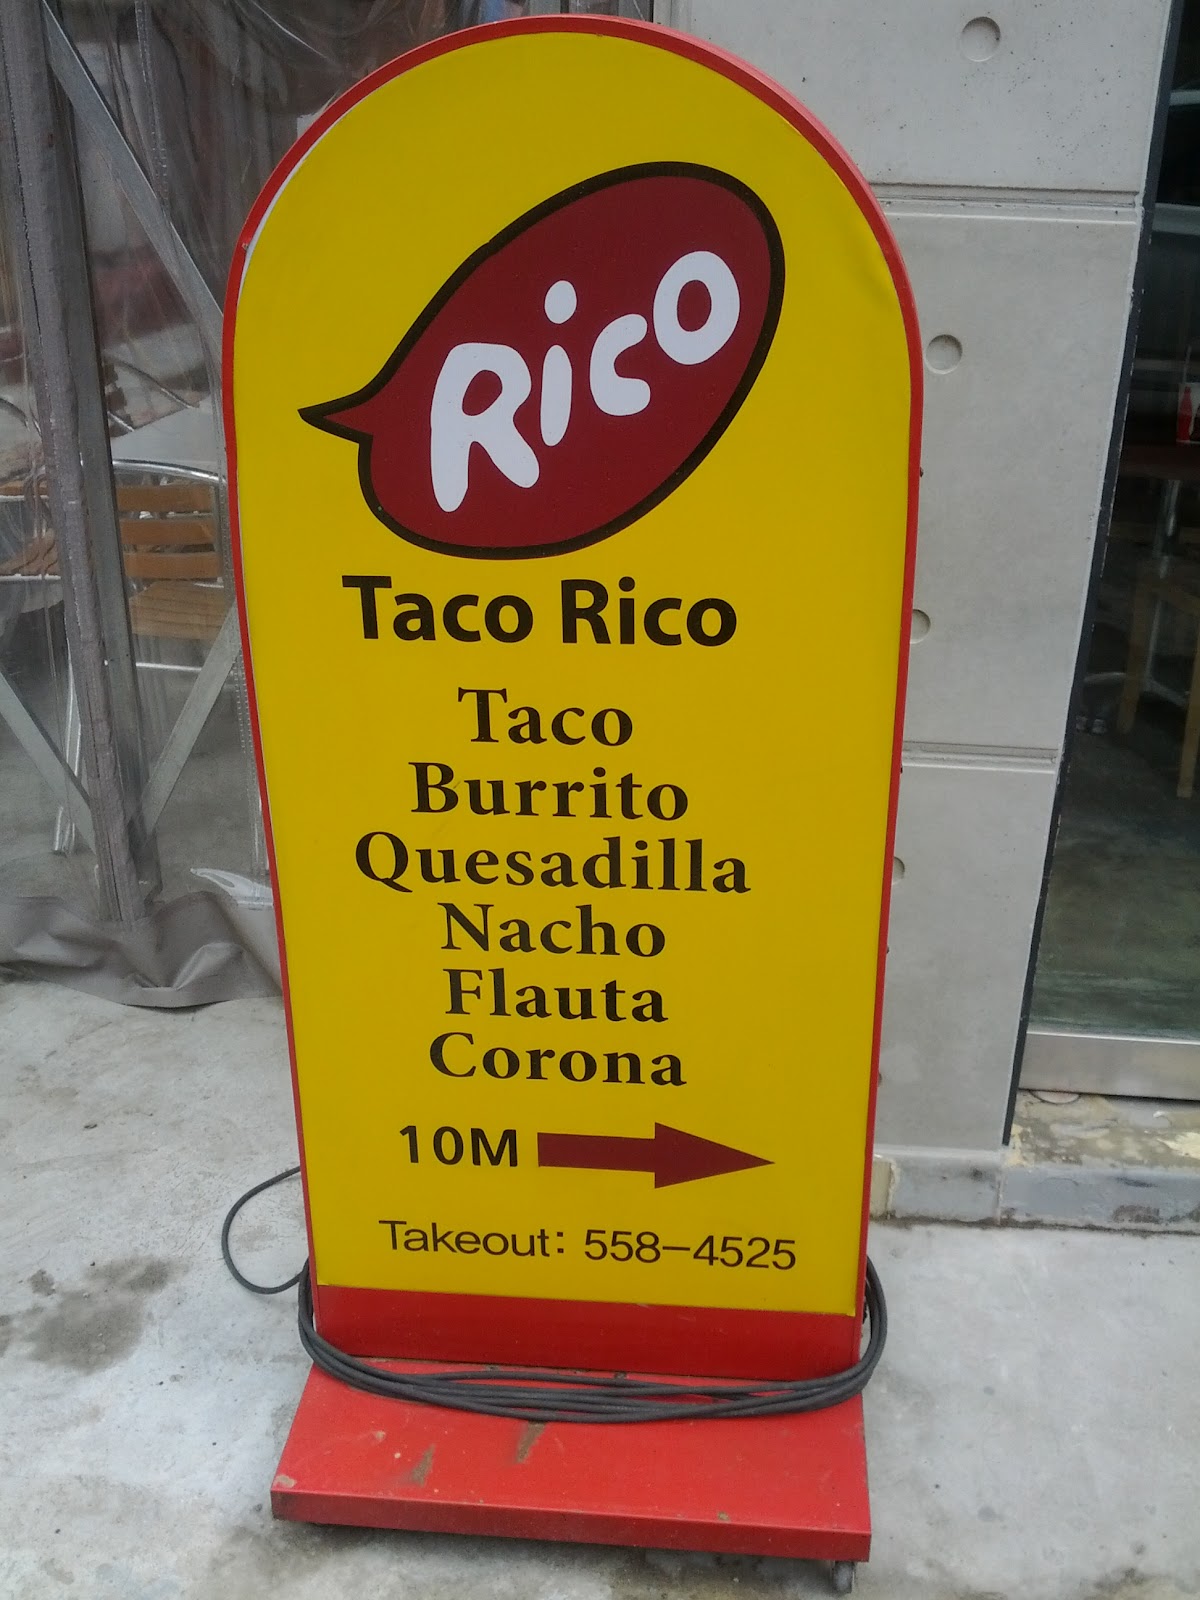 Rico
Taco Rico
Taco
Burrito
Quesadilla
Nacho
Flauta
Corona
10M
Takeout: 558-4525